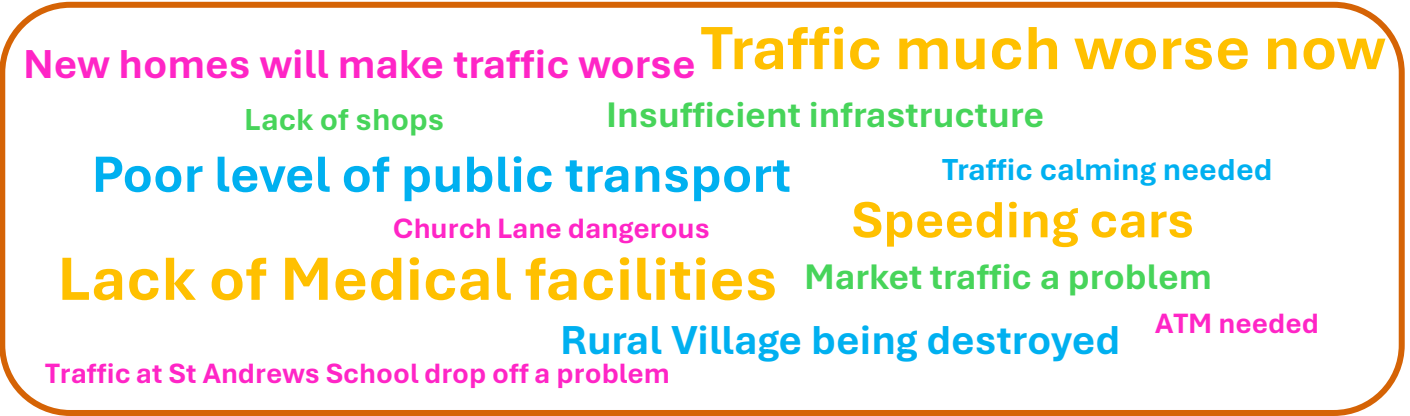 New homes will make traffic worse
Traffic much worse now
Lack of shops
Insufficient infrastructure
Poor level of public transport
Traffic calming needed
Church Lane dangerous
Speeding cars
Lack of Medical facilities
Market traffic a problem
Rural Village being destroyed
ATM needed
Traffic at St Andrews School drop off a problem